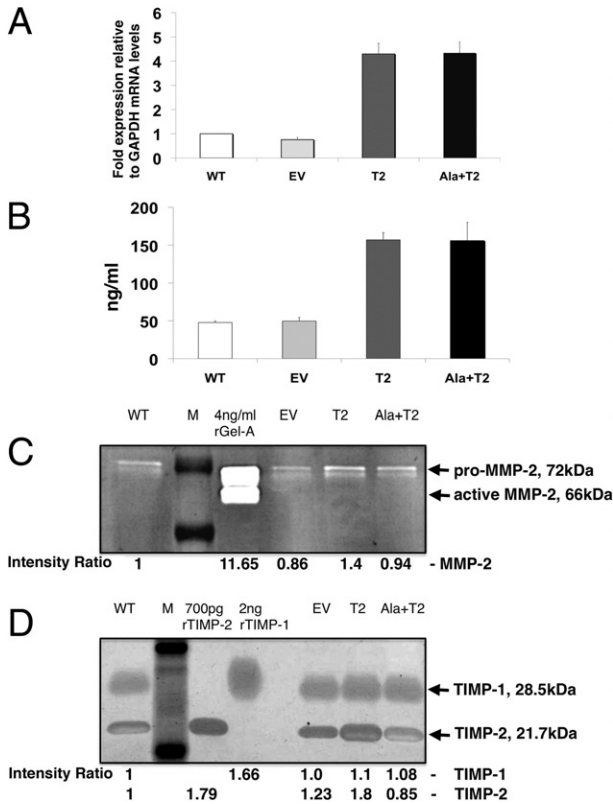 A
Fold expression relative
to GAPDH mRNA levels
6
5
4
3
2
1
0
WT EV T2 Ala+T2
B
ng/ml
200
150
100
50
0
WT EV T2 Ala+T2
C
WT M 4ng/ml EV T2 Ala+T2
rGel-A
pro-MMP-2, 72kDa
active MMP-2, 66kDa
Intensity Ratio 1 11.65 0.86 1.4 0.94 - MMP-2
D
WT M 700pg 2ng EV T2 Ala+T2
rTIMP-2 rTIMP-1
TIMP-1, 28.5kDa
TIMP-2, 21.7kDa
Intensity Ratio 1 1.66 1.0 1.1 1.08 - TIMP-1
1 1.79 1.23 1.8 0.85 - TIMP-2